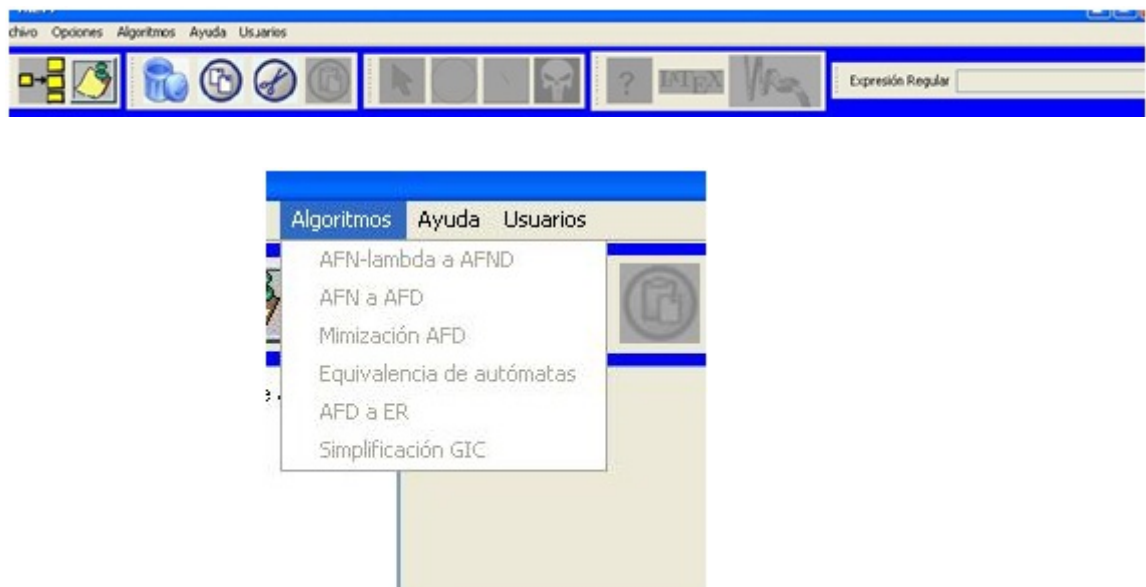 chivo Opciones Algoritmos Ayuda Usuarios
? LATEX
Expresión Regular
Algoritmos Ayuda Usuarios
AFN-lambda a AFND
AFN a AFD
Mimización AFD
Equivalencia de autómatas
AFD a ER
Simplificación GIC